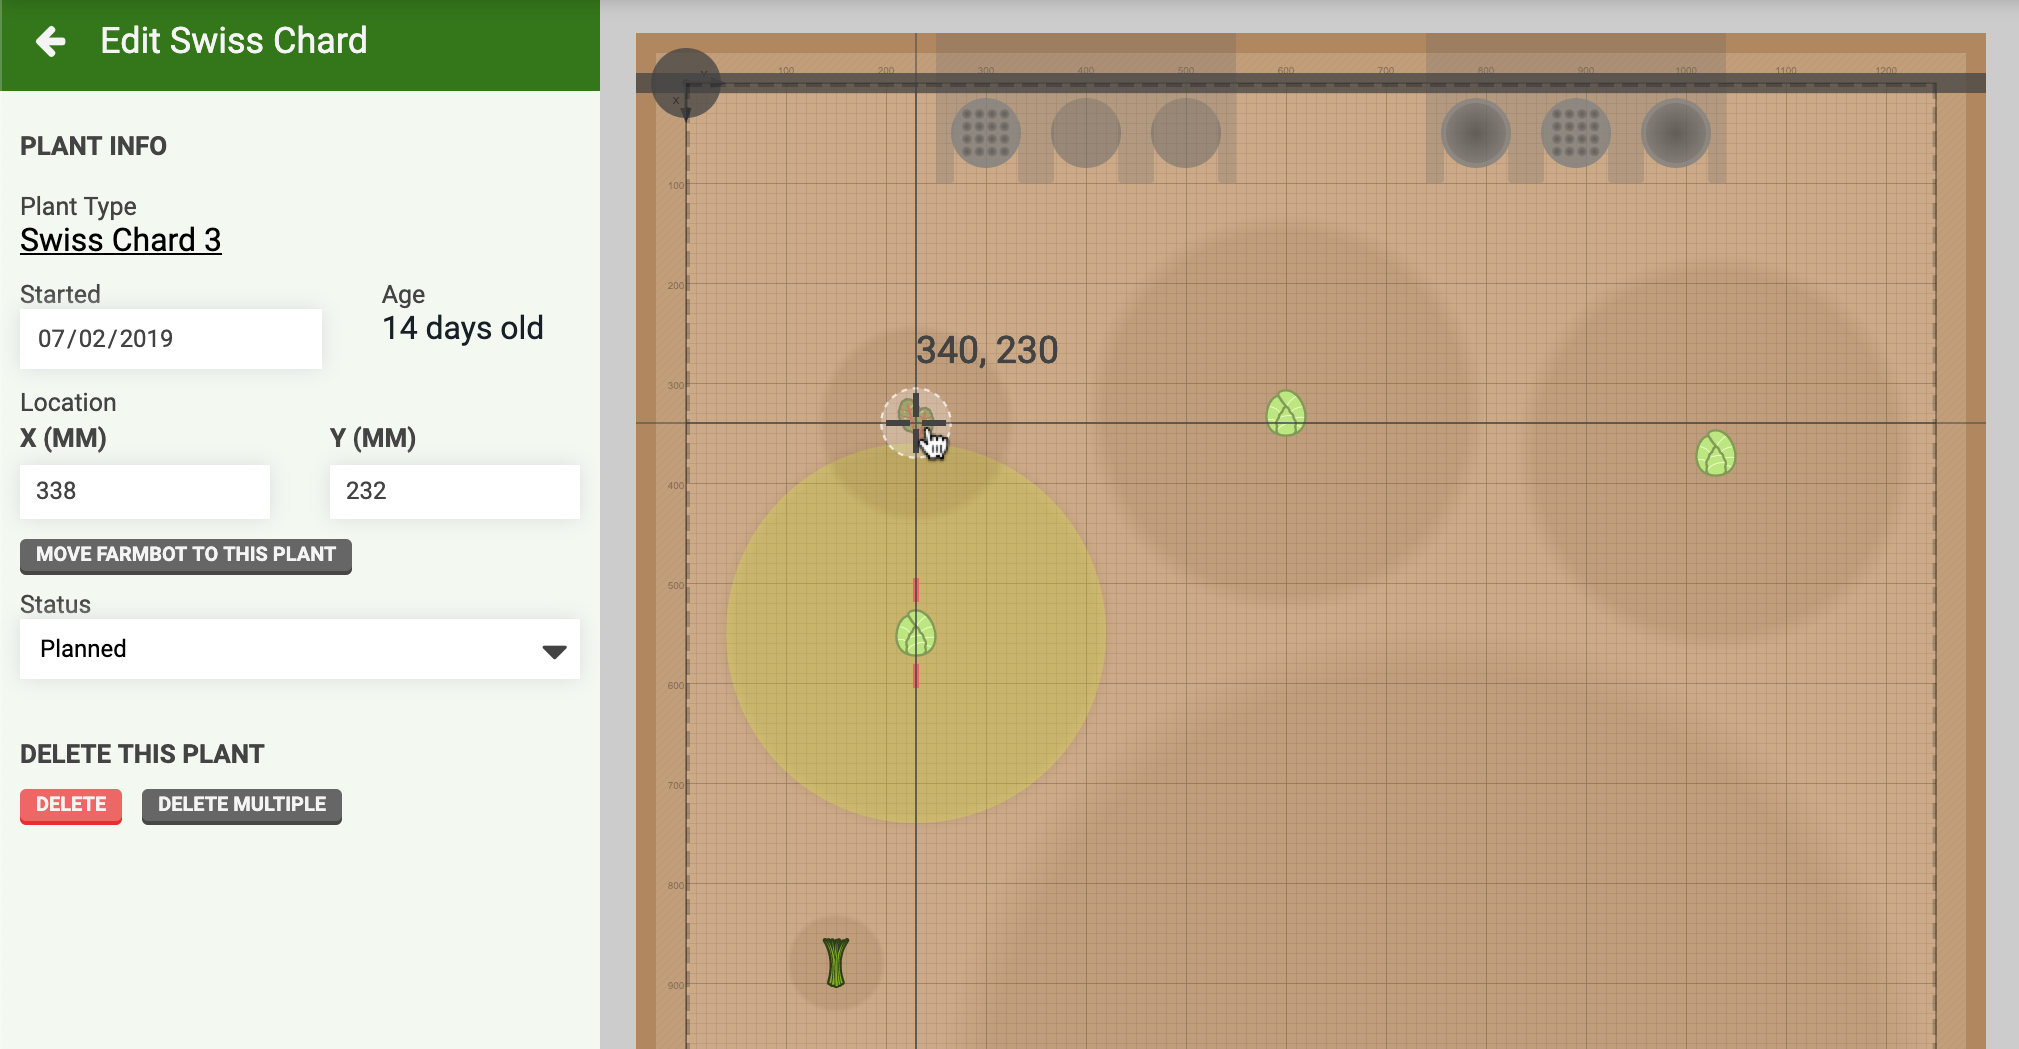 Edit Swiss Chard
PLANT INFO
Plant Type
Swiss Chard 3
Started
Age
07/02/2019
14 days old
Location
X (MM)
Y (MM)
338
232
MOVE FARMBOT TO THIS PLANT
Status
Planned
DELETE THIS PLANT
DELETE
DELETE MULTIPLE
Y
100 200 300 400 500 600 700 800 900 1000 1100 1200
X
100
200
340, 230
300
400
500
600
700
800
900